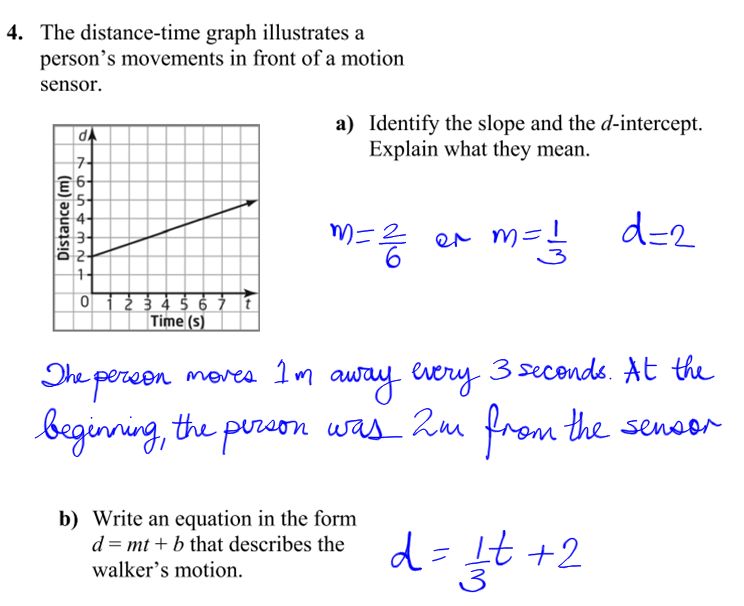 4. The distance-time graph illustrates a
person's movements in front of a motion
sensor.
a) Identify the slope and the d-intercept.
Explain what they mean.
d
7
6
5
4
3
2
1
0 1 2 3 4 5 6 7 t
Distance (m)
Time (s)
m = 2/6 or m = 1/3 d = 2
The person moves 1m away every 3 seconds. At the
beginning, the person was 2m from the sensor
b) Write an equation in the form
d = mt + b that describes the
walker's motion.
d = 1/3 t + 2